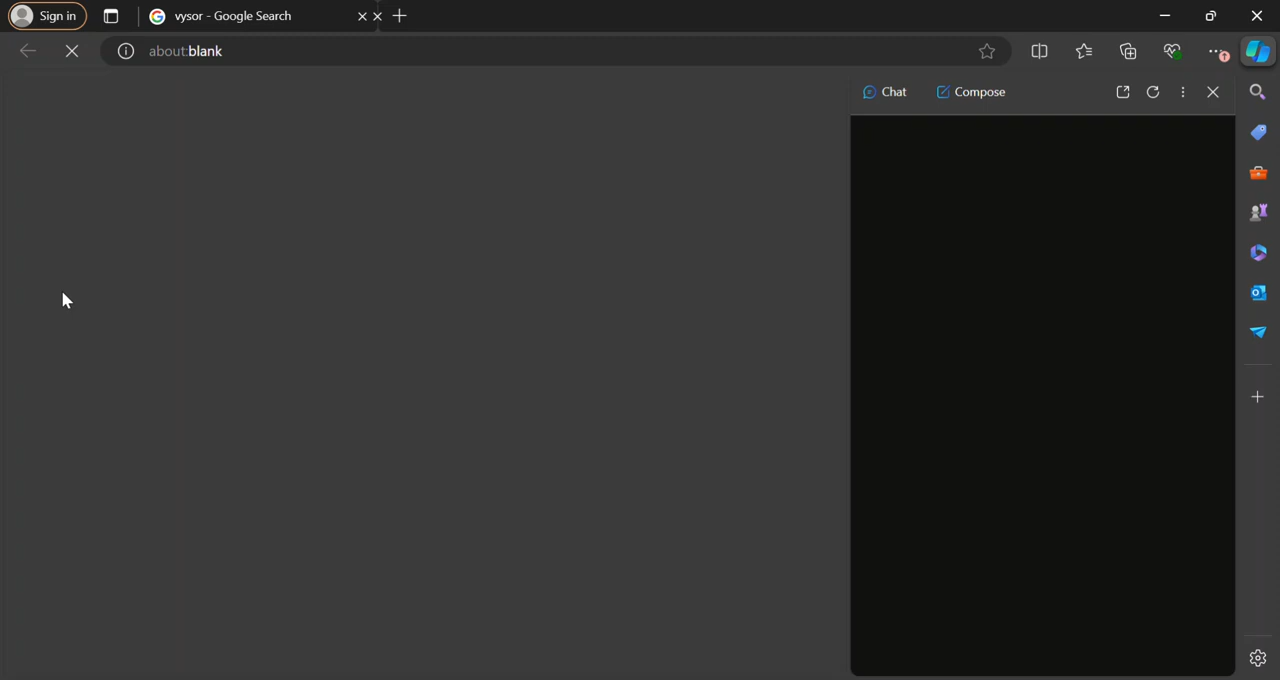 Sign in
vysor - Google Search
about:blank
Chat
Compose